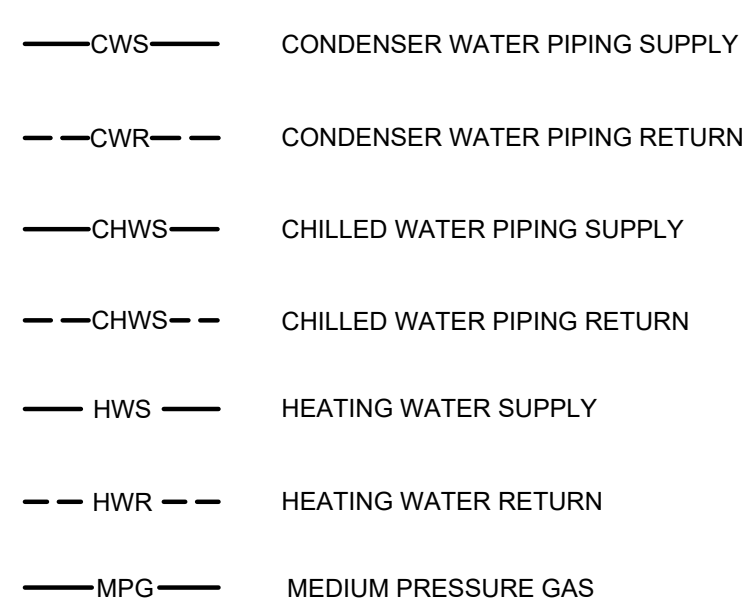 CWS CONDENSER WATER PIPING SUPPLY
CWR CONDENSER WATER PIPING RETURN
CHWS CHILLED WATER PIPING SUPPLY
CHWS CHILLED WATER PIPING RETURN
HWS HEATING WATER SUPPLY
HWR HEATING WATER RETURN
MPG MEDIUM PRESSURE GAS